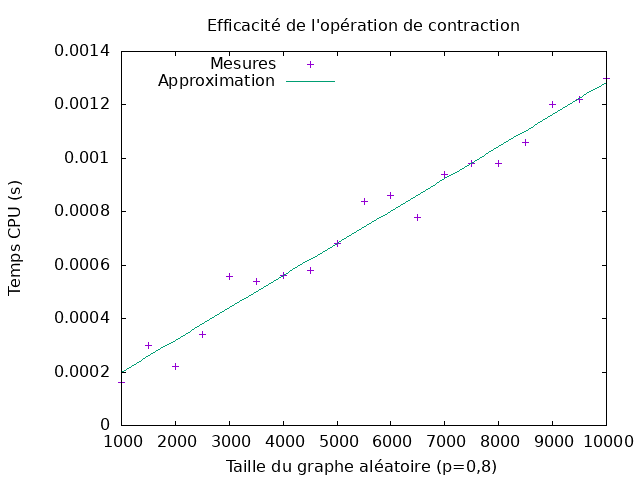 Efficacité de l'opération de contraction
Mesures
Approximation
0.0014
0.0012
0.001
0.0008
0.0006
0.0004
0.0002
0
Temps CPU (s)
1000 2000 3000 4000 5000 6000 7000 8000 9000 10000
Taille du graphe aléatoire (p=0,8)